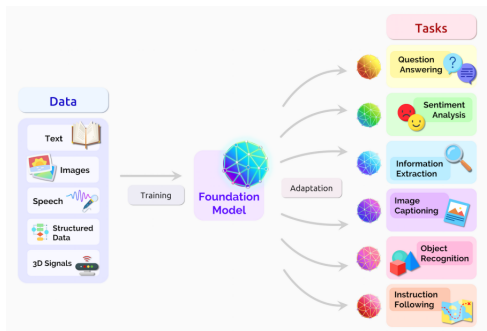 Tasks
Question
Answering
?
Data
Sentiment
Analysis
Text
Images
Information
Extraction
Speech
Training
Foundation
Model
Adaptation
Image
Captioning
Structured
Data
Object
Recognition
3D Signals
Instruction
Following